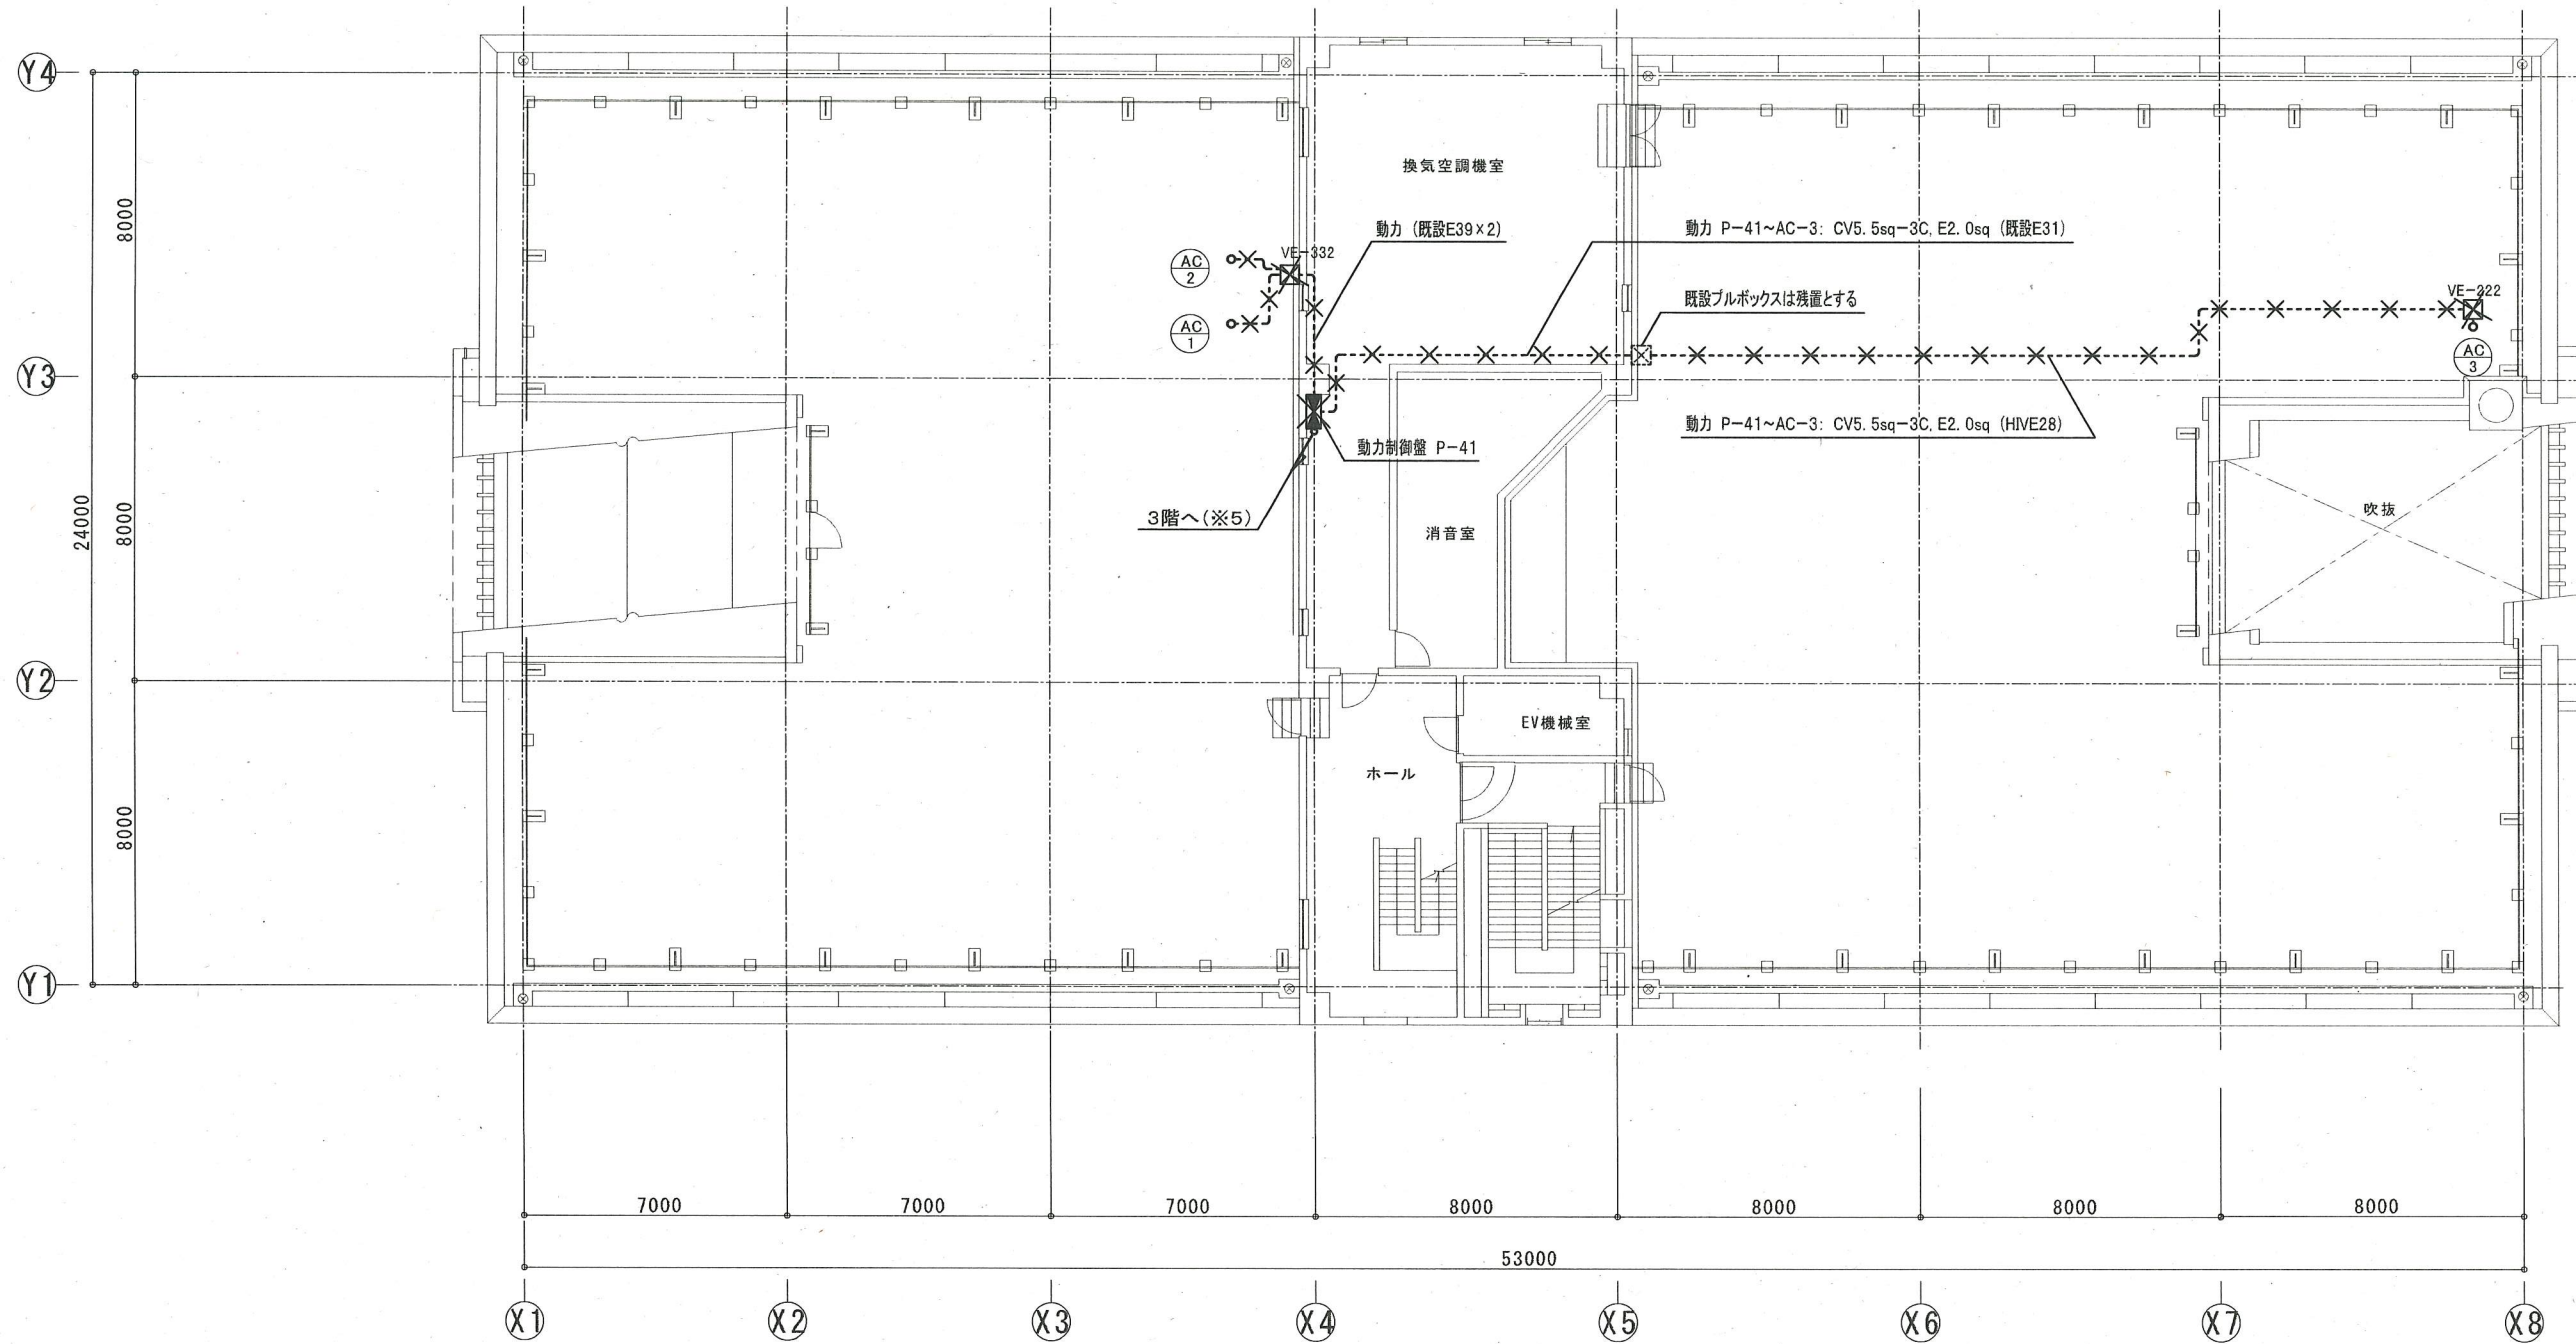 Y4
8000
換気空調機室
動力 (既設E39×2)
動力 P-41~AC-3: CV5.5sq-3C, E2.0sq (既設E31)
AC
2
VE-332
既設プルボックスは残置とする
VE-222
AC
1
AC
3
Y3
動力 P-41~AC-3: CV5.5sq-3C, E2.0sq (HIVE28)
動力制御盤 P-41
3階へ(※5)
消音室
吹抜
24000
8000
Y2
EV機械室
ホール
8000
Y1
7000
7000
7000
8000
8000
8000
8000
53000
X1
X2
X3
X4
X5
X6
X7
X8